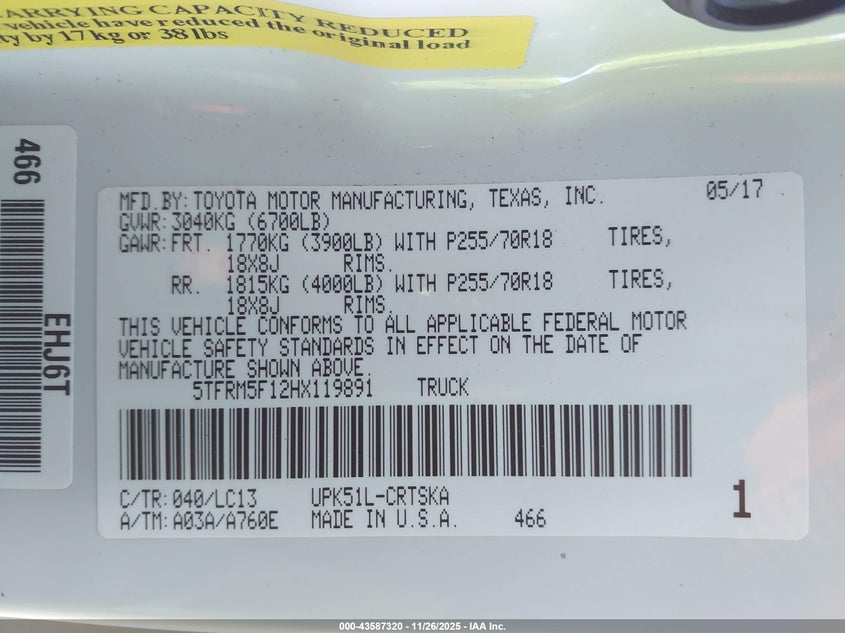 CARRYING CAPACITY REDUCED
vehicle have reduced the original load
by 17 kg or 38 lbs
466
EHJ6T
MFD.BY: TOYOTA MOTOR MANUFACTURING, TEXAS, INC. 05/17
GVWR: 3040KG (6700LB)
GAWR: FRT. 1770KG (3900LB) WITH P255/70R18 TIRES,
18X8J RIMS.
RR. 1815KG (4000LB) WITH P255/70R18 TIRES,
18X8J RIMS.
THIS VEHICLE CONFORMS TO ALL APPLICABLE FEDERAL MOTOR
VEHICLE SAFETY STANDARDS IN EFFECT ON THE DATE OF
MANUFACTURE SHOWN ABOVE.
5TFRM5F12HX119891 TRUCK
C/TR: 040/LC13 UPK51L-CRTSKA
A/TM: A03A/A760E MADE IN U.S.A. 466
1
000-43587320 - 11/26/2025 - IAA Inc.